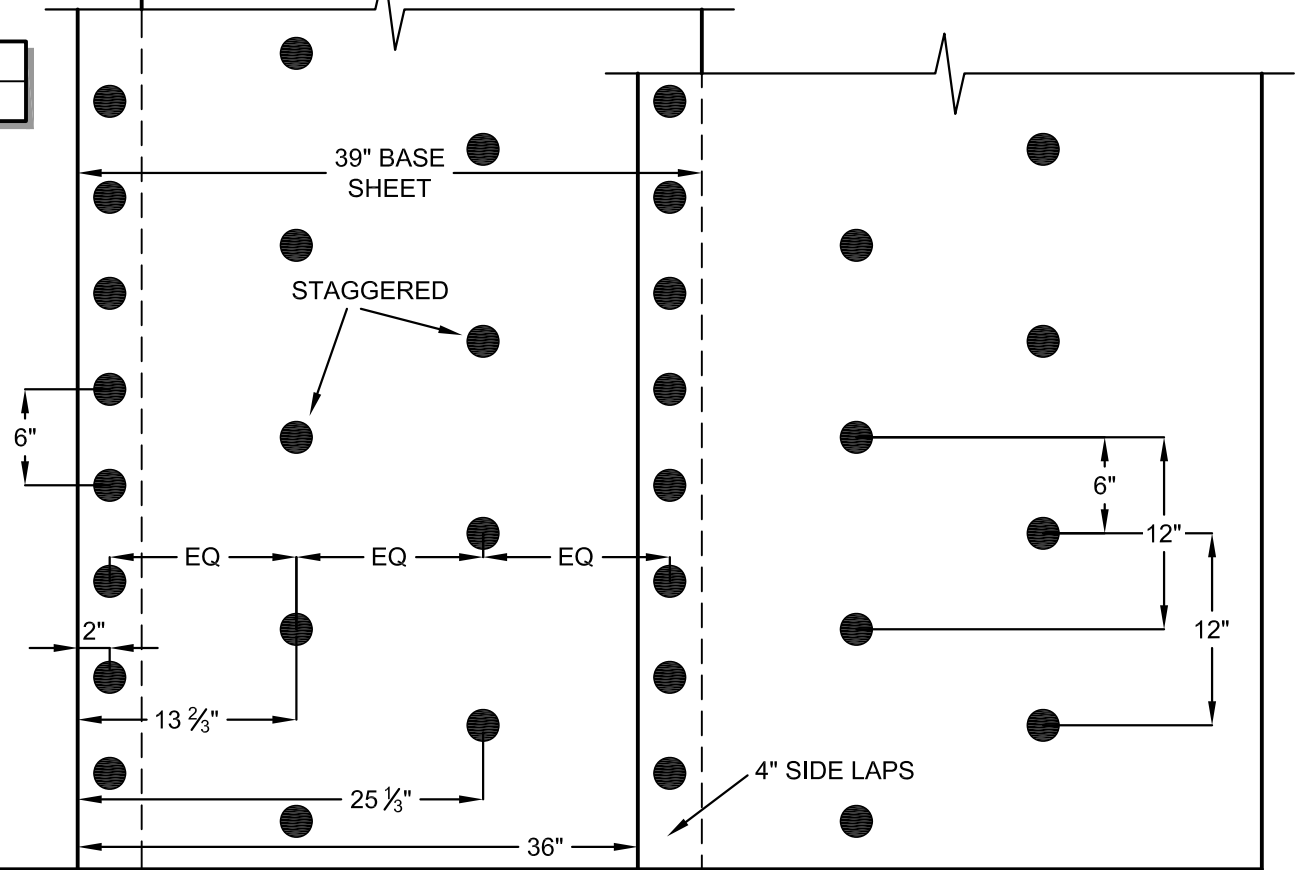 39" BASE
SHEET
STAGGERED
6"
6"
12"
EQ
EQ
EQ
2"
12"
13 ⅔"
4" SIDE LAPS
25 ⅓"
36"